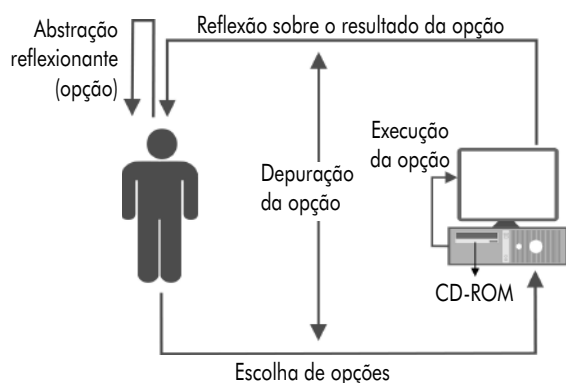 Abstração
reflexionante
(opção)
Reflexão sobre o resultado da opção
Execução
da opção
Depuração
da opção
CD-ROM
Escolha de opções